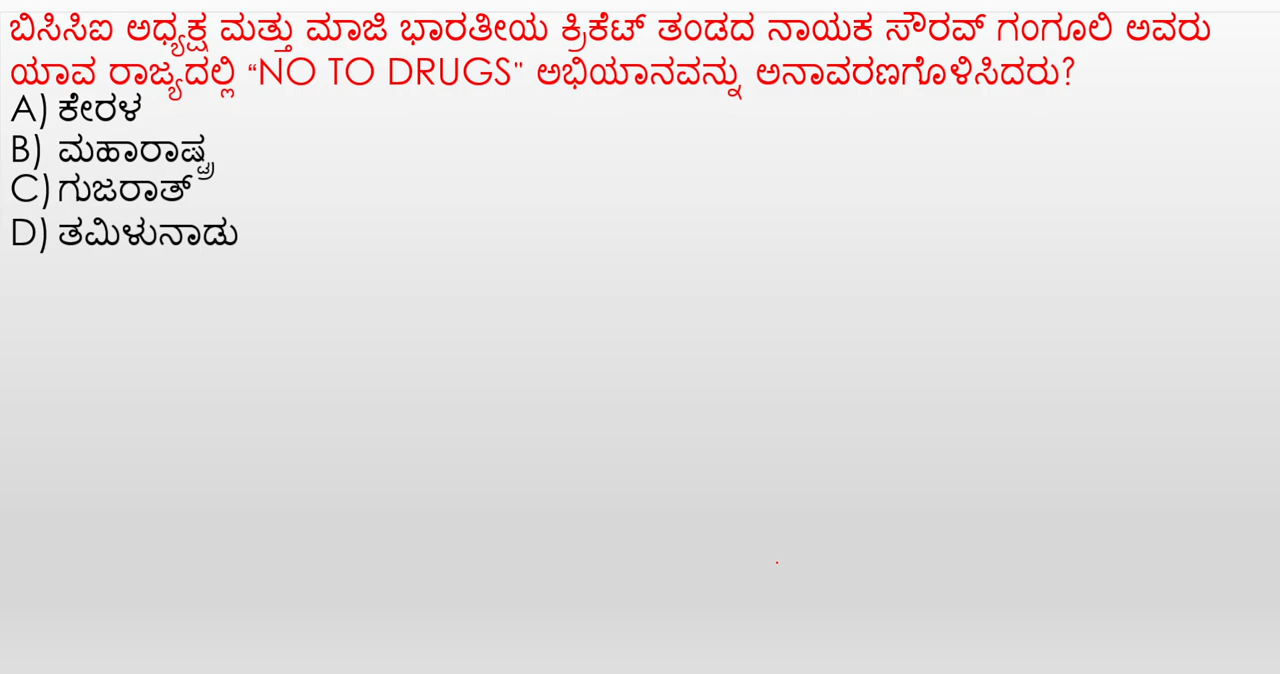 ಬಿಸಿಸಿಐ ಅಧ್ಯಕ್ಷ ಮತ್ತು ಮಾಜಿ ಭಾರತೀಯ ಕ್ರಿಕೆಟ್ ತಂಡದ ನಾಯಕ ಸೌರವ್ ಗಂಗೂಲಿ ಅವರು
ಯಾವ ರಾಜ್ಯದಲ್ಲಿ “NO TO DRUGS" ಅಭಿಯಾನವನ್ನು ಅನಾವರಣಗೊಳಿಸಿದರು?
A) ಕೇರಳ
B) ಮಹಾರಾಷ್ಟ್ರ
C) ಗುಜರಾತ್
D) ತಮಿಳುನಾಡು